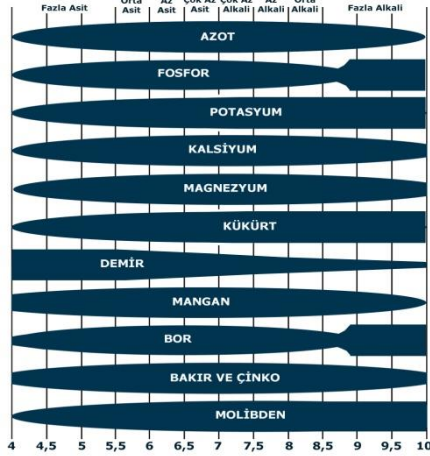 Fazla Asit
Orta Asit
Az Asit
Çok Az Asit
Çok Az Alkali
Az Alkali
Orta Alkali
Fazla Alkali
AZOT
FOSFOR
POTASYUM
KALSİYUM
MAGNEZYUM
KÜKÜRT
DEMİR
MANGAN
BOR
BAKIR VE ÇİNKO
MOLİBDEN
4 4,5 5 5,5 6 6,5 7 7,5 8 8,5 9 9,5 10